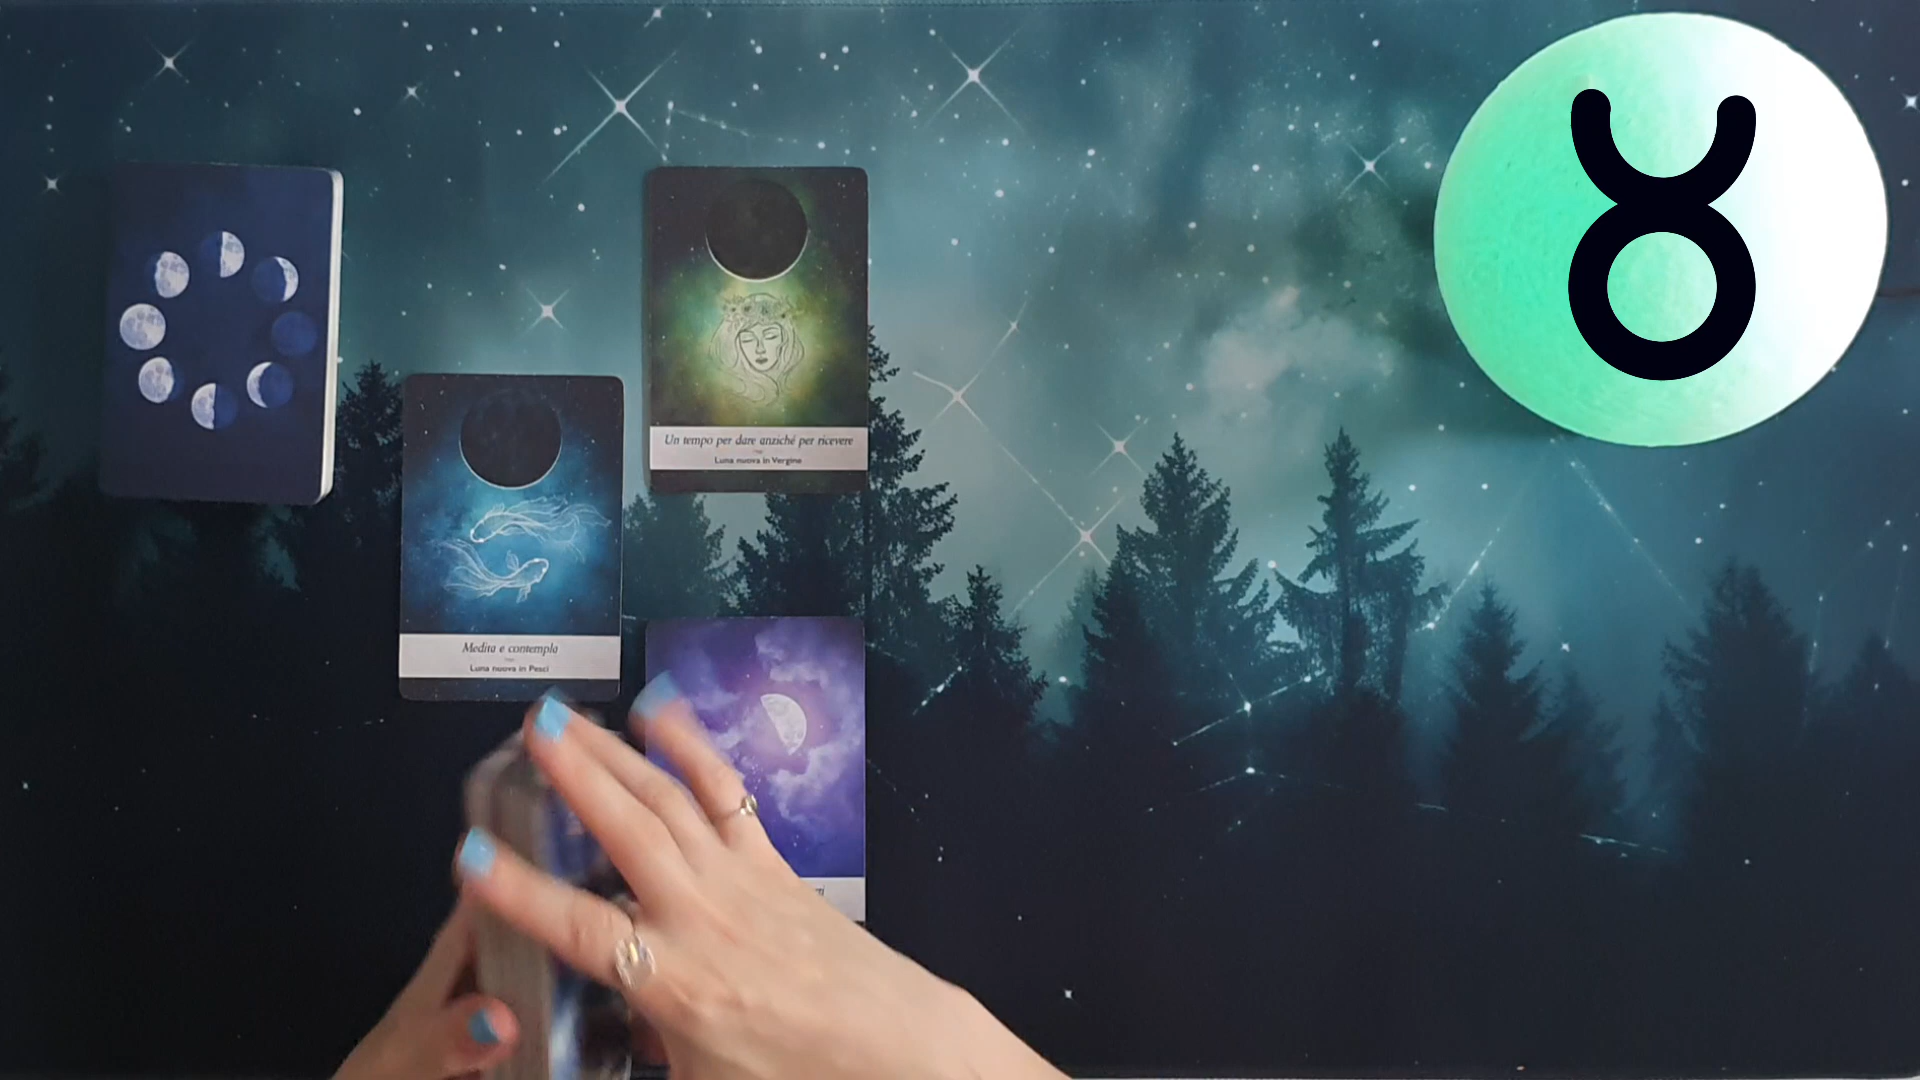 Un tempo per dare anziché per ricevere
Luna nuova in Vergine
Medita e contempla
Luna nuova in Pesci